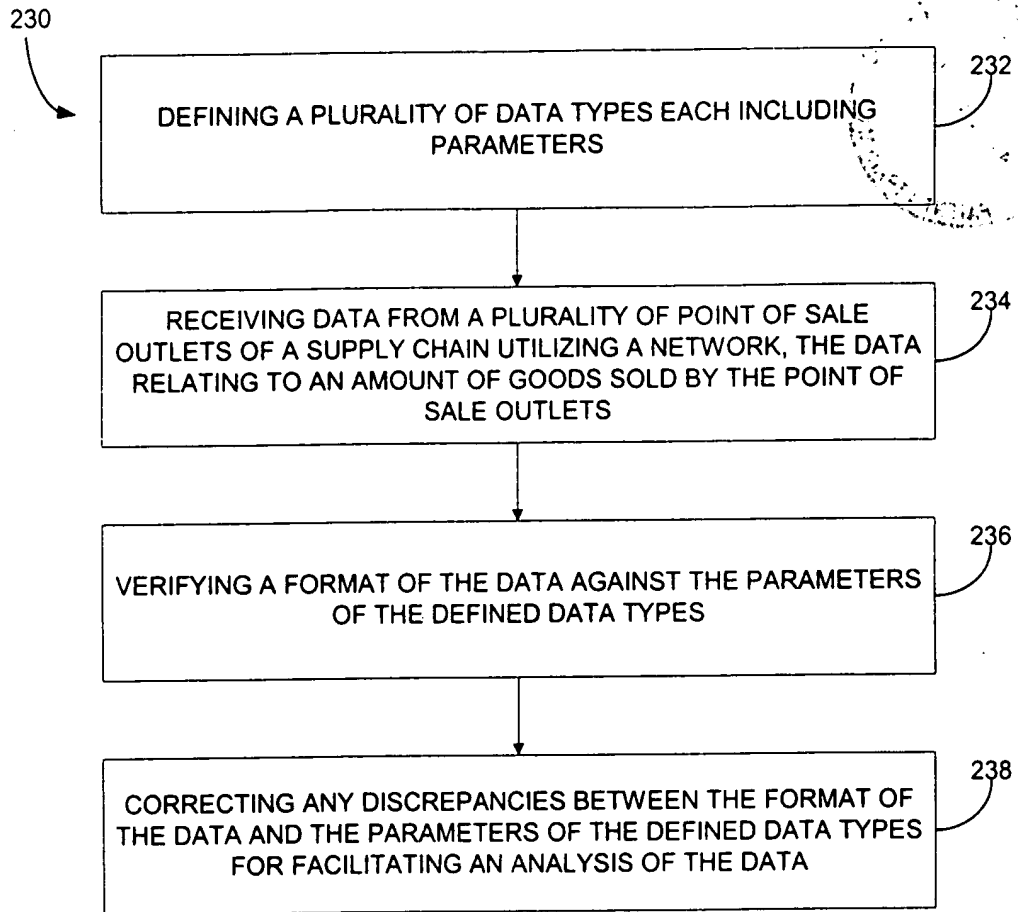 230
232
DEFINING A PLURALITY OF DATA TYPES EACH INCLUDING
PARAMETERS
234
RECEIVING DATA FROM A PLURALITY OF POINT OF SALE
OUTLETS OF A SUPPLY CHAIN UTILIZING A NETWORK, THE DATA
RELATING TO AN AMOUNT OF GOODS SOLD BY THE POINT OF
SALE OUTLETS
236
VERIFYING A FORMAT OF THE DATA AGAINST THE PARAMETERS
OF THE DEFINED DATA TYPES
238
CORRECTING ANY DISCREPANCIES BETWEEN THE FORMAT OF
THE DATA AND THE PARAMETERS OF THE DEFINED DATA TYPES
FOR FACILITATING AN ANALYSIS OF THE DATA